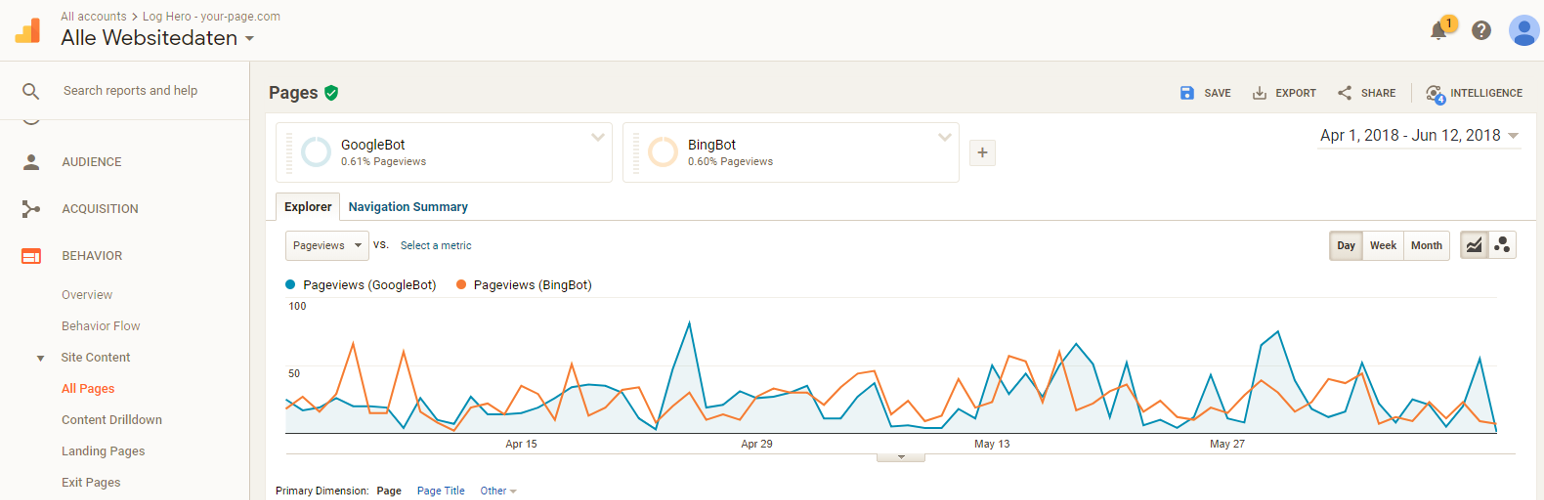 All accounts > Log Hero - your-page.com
Alle Websitedaten
1
Search reports and help
AUDIENCE
ACQUISITION
BEHAVIOR
Overview
Behavior Flow
Site Content
All Pages
Content Drilldown
Landing Pages
Exit Pages
Pages
SAVE
EXPORT
SHARE
4
INTELLIGENCE
GoogleBot
0.61% Pageviews
BingBot
0.60% Pageviews
+
Apr 1, 2018 - Jun 12, 2018
Explorer
Navigation Summary
Pageviews
VS.
Select a metric
Day
Week
Month
Pageviews (GoogleBot)
Pageviews (BingBot)
100
50
Apr 15
Apr 29
May 13
May 27
Primary Dimension: Page Page Title Other